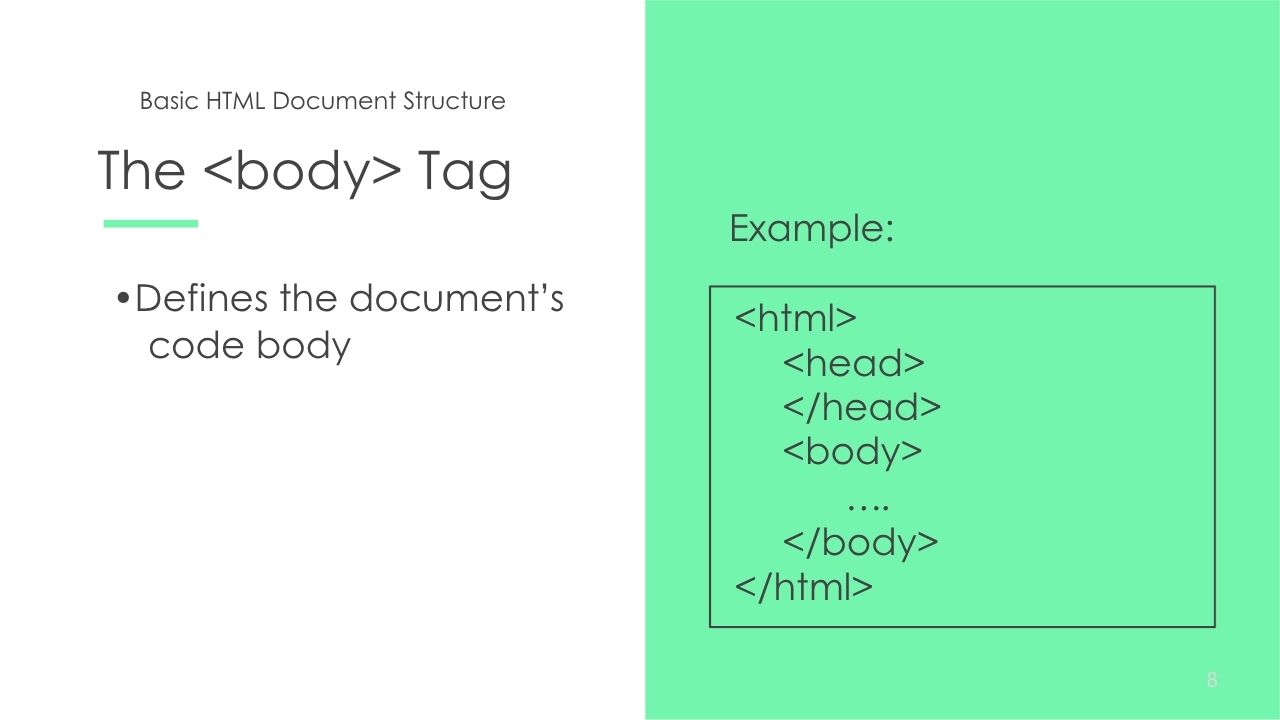 Basic HTML Document Structure
The <body> Tag
•Defines the document’s
code body
Example:
<html>
<head>
</head>
<body>
….
</body>
</html>
8